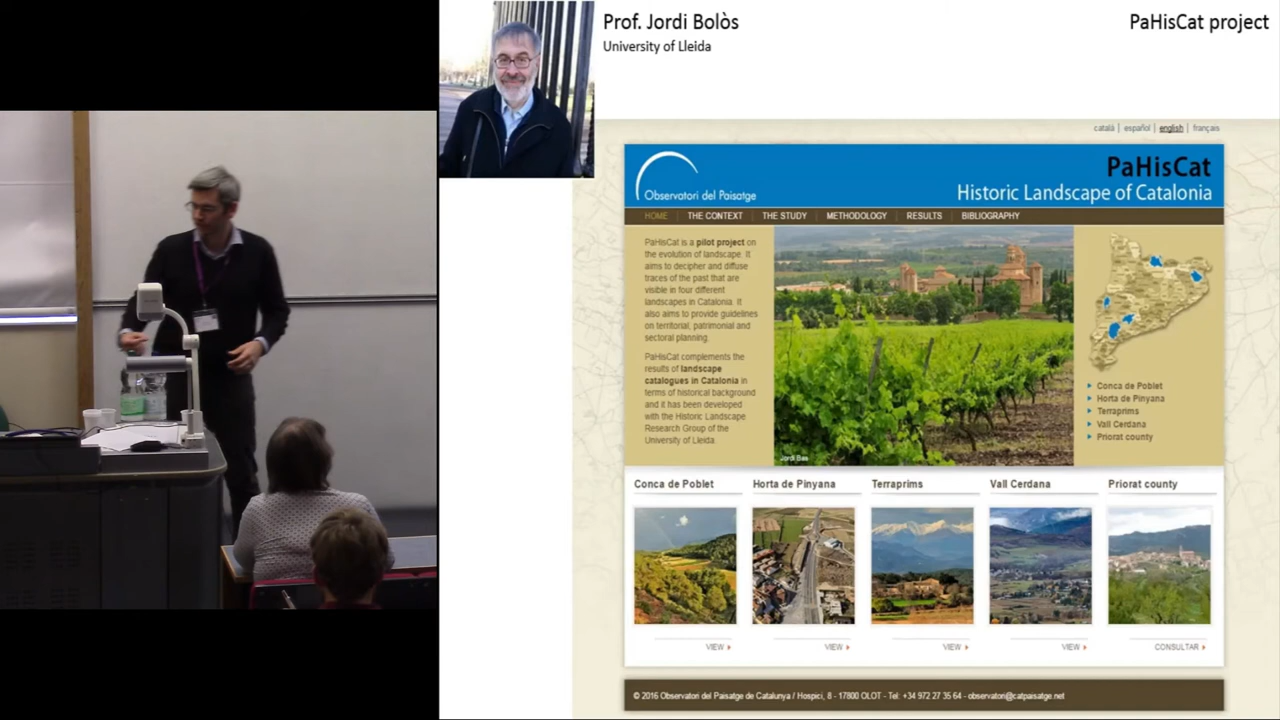 Prof. Jordi Bolòs
PaHisCat project
University of Lleida
català | español | english | français
PaHisCat
Observatori del Paisatge
Historic Landscape of Catalonia
HOME | THE CONTEXT | THE STUDY | METHODOLOGY | RESULTS | BIBLIOGRAPHY
PaHisCat is a pilot project on
the evolution of landscape. It
aims to decipher and diffuse
traces of the past that are
visible in four different
landscapes in Catalonia. It
also aims to provide guidelines
on territorial, patrimonial and
sectoral planning.
PaHisCat complements the
results of landscape
catalogues in Catalonia in
terms of historical background
and it has been developed
with the Historic Landscape
Research Group of the
University of Lleida.
Jordi Bas
Conca de Poblet
Horta de Pinyana
Terraprims
Vall Cerdana
Priorat county
Conca de Poblet
Horta de Pinyana
Terraprims
Vall Cerdana
Priorat county
VIEW
VIEW
VIEW
VIEW
CONSULTAR
© 2016 Observatori del Paisatge de Catalunya / Hospici, 8 - 17800 OLOT - Tel: +34 972 27 35 64 - observatori@catpaisatge.net